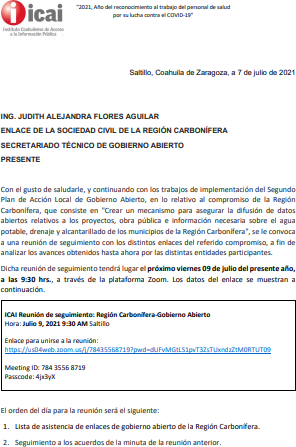 icai
Instituto Coahuilense de Acceso
a la Información Pública
"2021, Año del reconocimiento al trabajo del personal de salud
por su lucha contra el COVID-19"
Saltillo, Coahuila de Zaragoza, a 7 de julio de 2021
ING. JUDITH ALEJANDRA FLORES AGUILAR
ENLACE DE LA SOCIEDAD CIVIL DE LA REGIÓN CARBONÍFERA
SECRETARIADO TÉCNICO DE GOBIERNO ABIERTO
PRESENTE
Con el gusto de saludarle, y continuando con los trabajos de implementación del Segundo
Plan de Acción Local de Gobierno Abierto, en lo relativo al compromiso de la Región
Carbonífera, que consiste en "Crear un mecanismo para asegurar la difusión de datos
abiertos relativos a los proyectos, obra pública e información necesaria sobre el agua
potable, drenaje y alcantarillado de los municipios de la Región Carbonífera", se le convoca
a una reunión de seguimiento con los distintos enlaces del referido compromiso, a fin de
analizar los avances obtenidos hasta ahora por las distintas entidades participantes.
Dicha reunión de seguimiento tendrá lugar el próximo viernes 09 de julio del presente año,
a las 9:30 hrs., a través de la plataforma Zoom. Los datos del enlace se muestran a
continuación.
ICAI Reunión de seguimiento: Región Carbonífera-Gobierno Abierto
Hora: Julio 9, 2021 9:30 AM Saltillo
Enlace para unirse a la reunión:
Meeting ID: 784 3556 8719
Passcode: 4jx3yX
El orden del día para la reunión será el siguiente:
1. Lista de asistencia de enlaces de gobierno abierto de la Región Carbonífera.
2. Seguimiento a los acuerdos de la minuta de la reunión anterior.